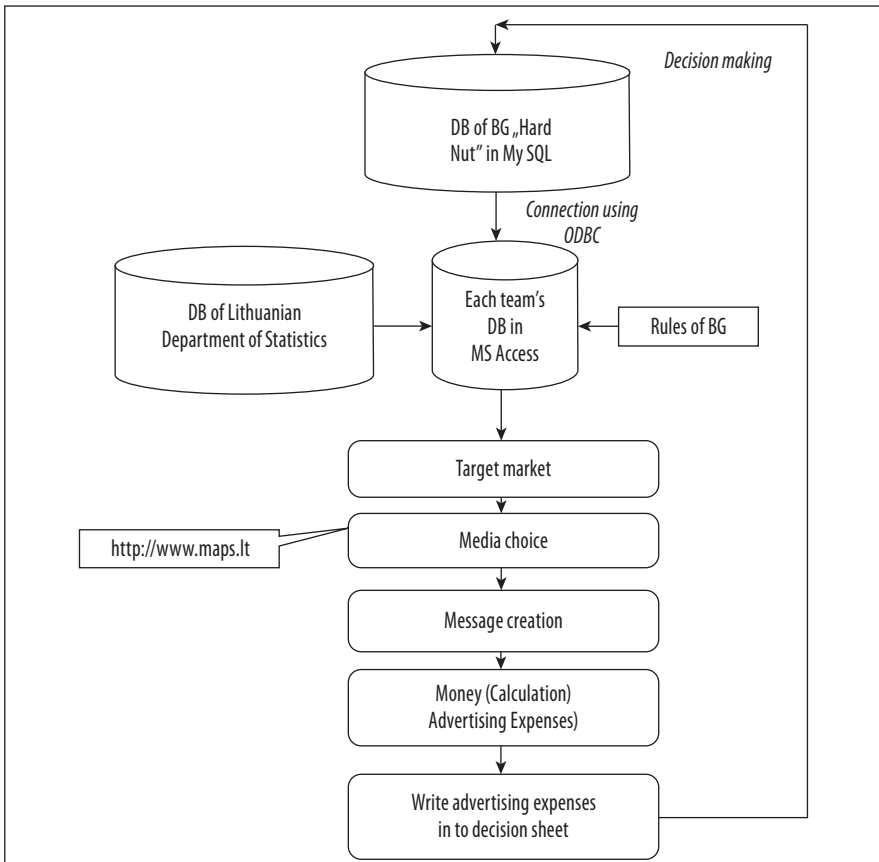 Decision making
DB of BG „Hard
Nut” in My SQL
Connection using
ODBC
DB of Lithuanian
Department of Statistics
Each team’s
DB in
MS Access
Rules of BG
Target market
http://www.maps.lt
Media choice
Message creation
Money (Calculation)
Advertising Expenses)
Write advertising expenses
in to decision sheet